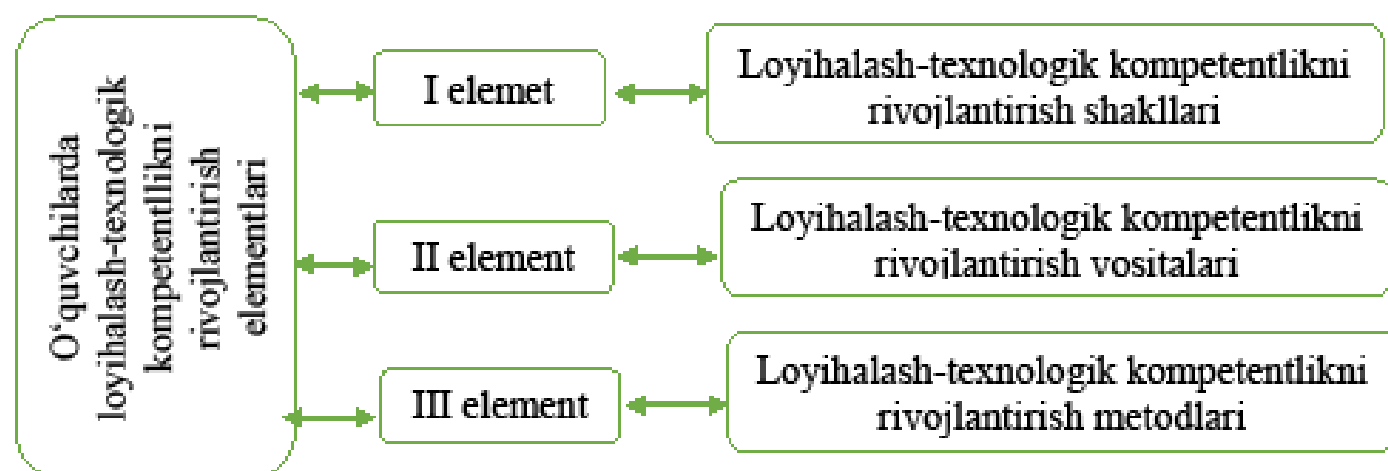 O‘quvchilarda
loyihalash-texnologik
kompetentllikni
rivojlantirish
elementlari
I elemet
Loyihalash-texnologik kompetentlikni
rivojlantirish shakllari
II element
Loyihalash-texnologik kompetentlikni
rivojlantirish vositalari
III element
Loyihalash-texnologik kompetentlikni
rivojlantirish metodlari